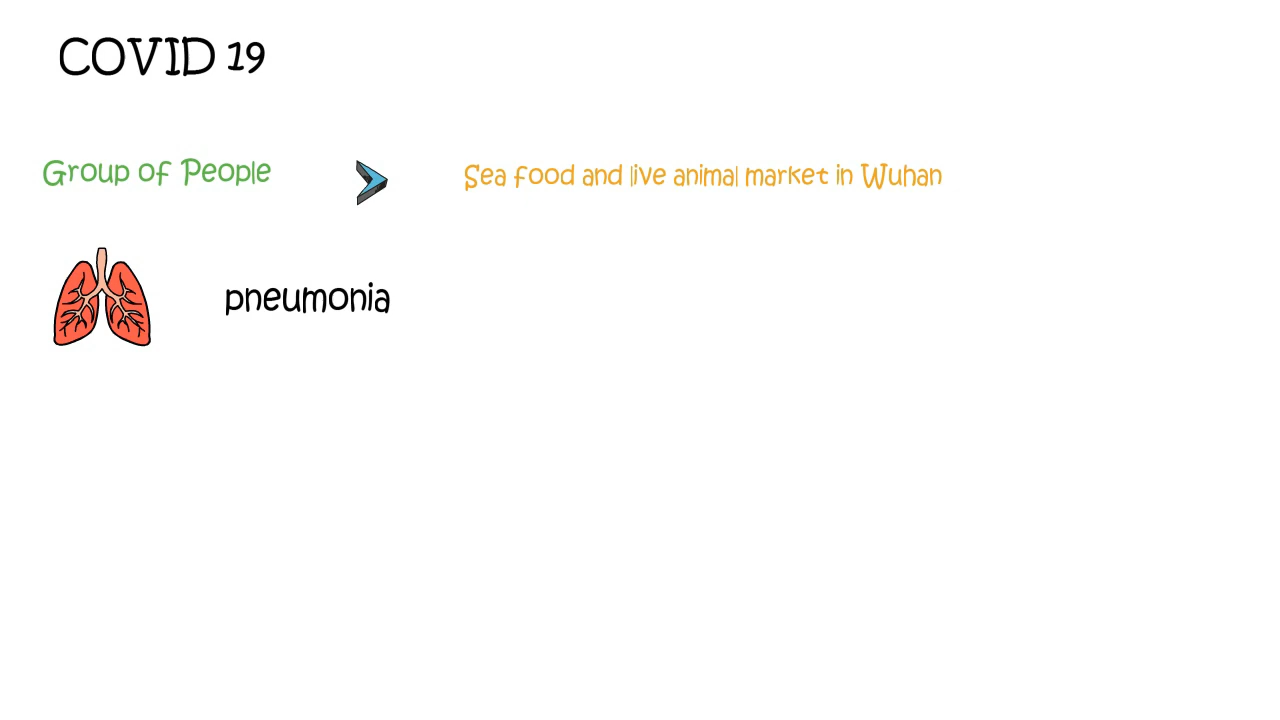 COVID 19
Group of People
Sea food and live animal market in Wuhan
pneumonia